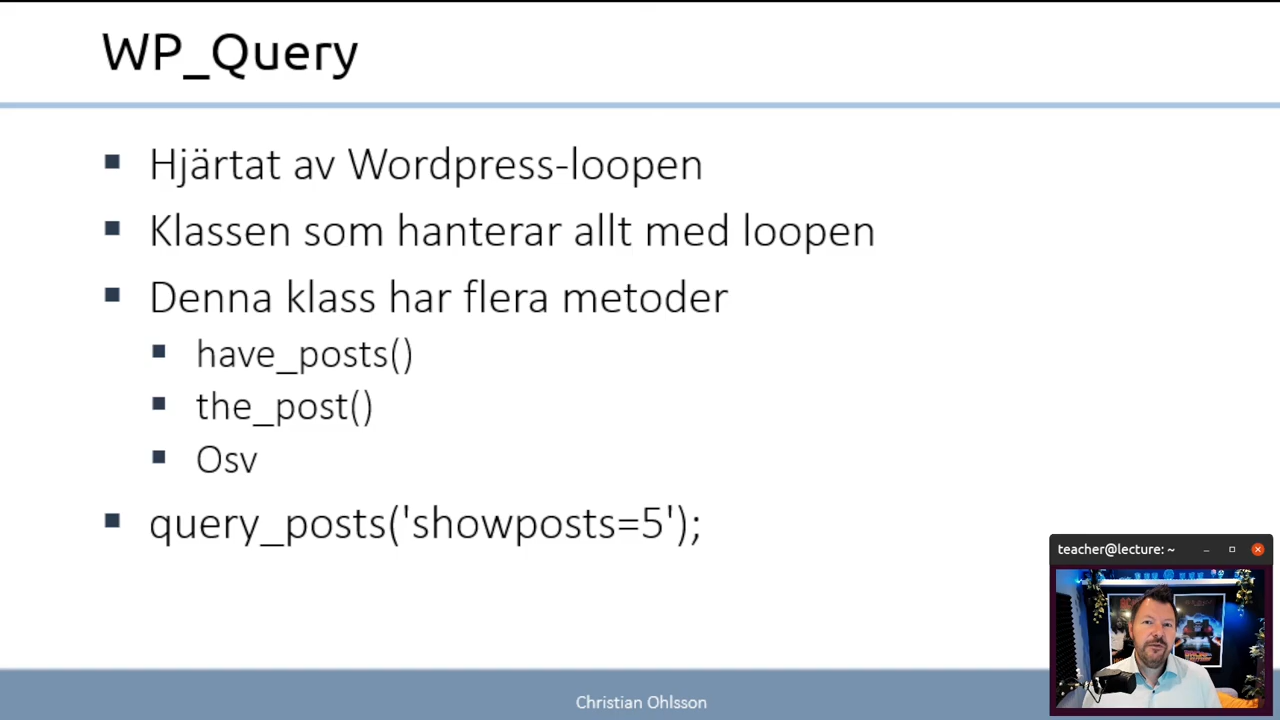 WP_Query
Hjärtat av Wordpress-loopen
Klassen som hanterar allt med loopen
Denna klass har flera metoder
have_posts()
the_post()
Osv
query_posts('showposts=5');
teacher@lecture: ~
Christian Ohlsson